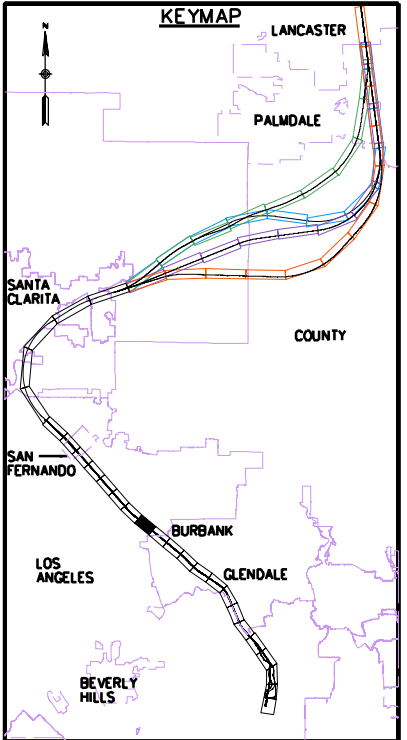 KEYMAP
N
LANCASTER
PALMDALE
SANTA
CLARITA
COUNTY
SAN
FERNANDO
BURBANK
LOS
ANGELES
GLENDALE
BEVERLY
HILLS